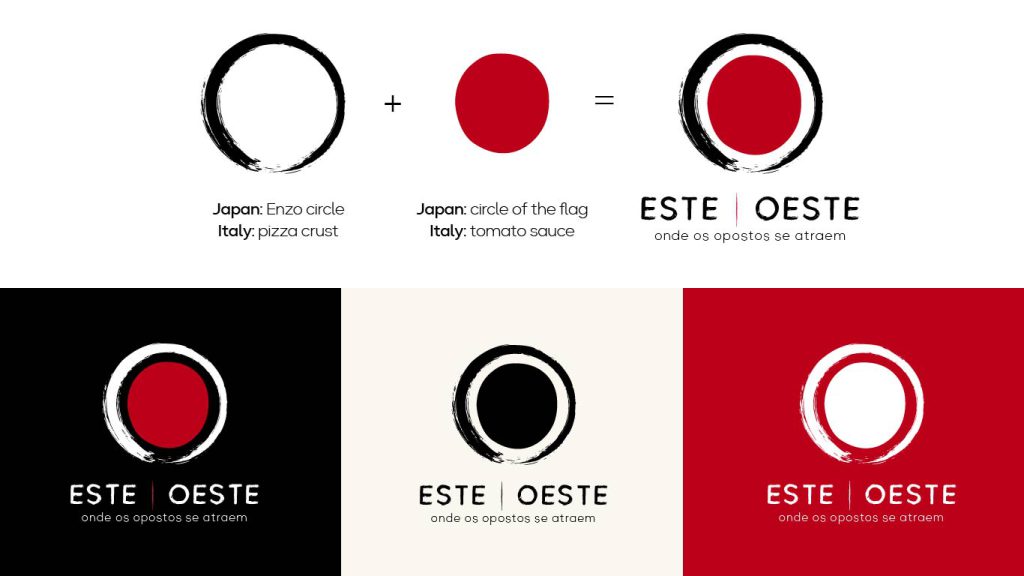 +
=
Japan: Enzo circle
Italy: pizza crust
Japan: circle of the flag
Italy: tomato sauce
ESTE | OESTE
onde os opostos se atraem
ESTE | OESTE
onde os opostos se atraem
ESTE | OESTE
onde os opostos se atraem
ESTE | OESTE
onde os opostos se atraem